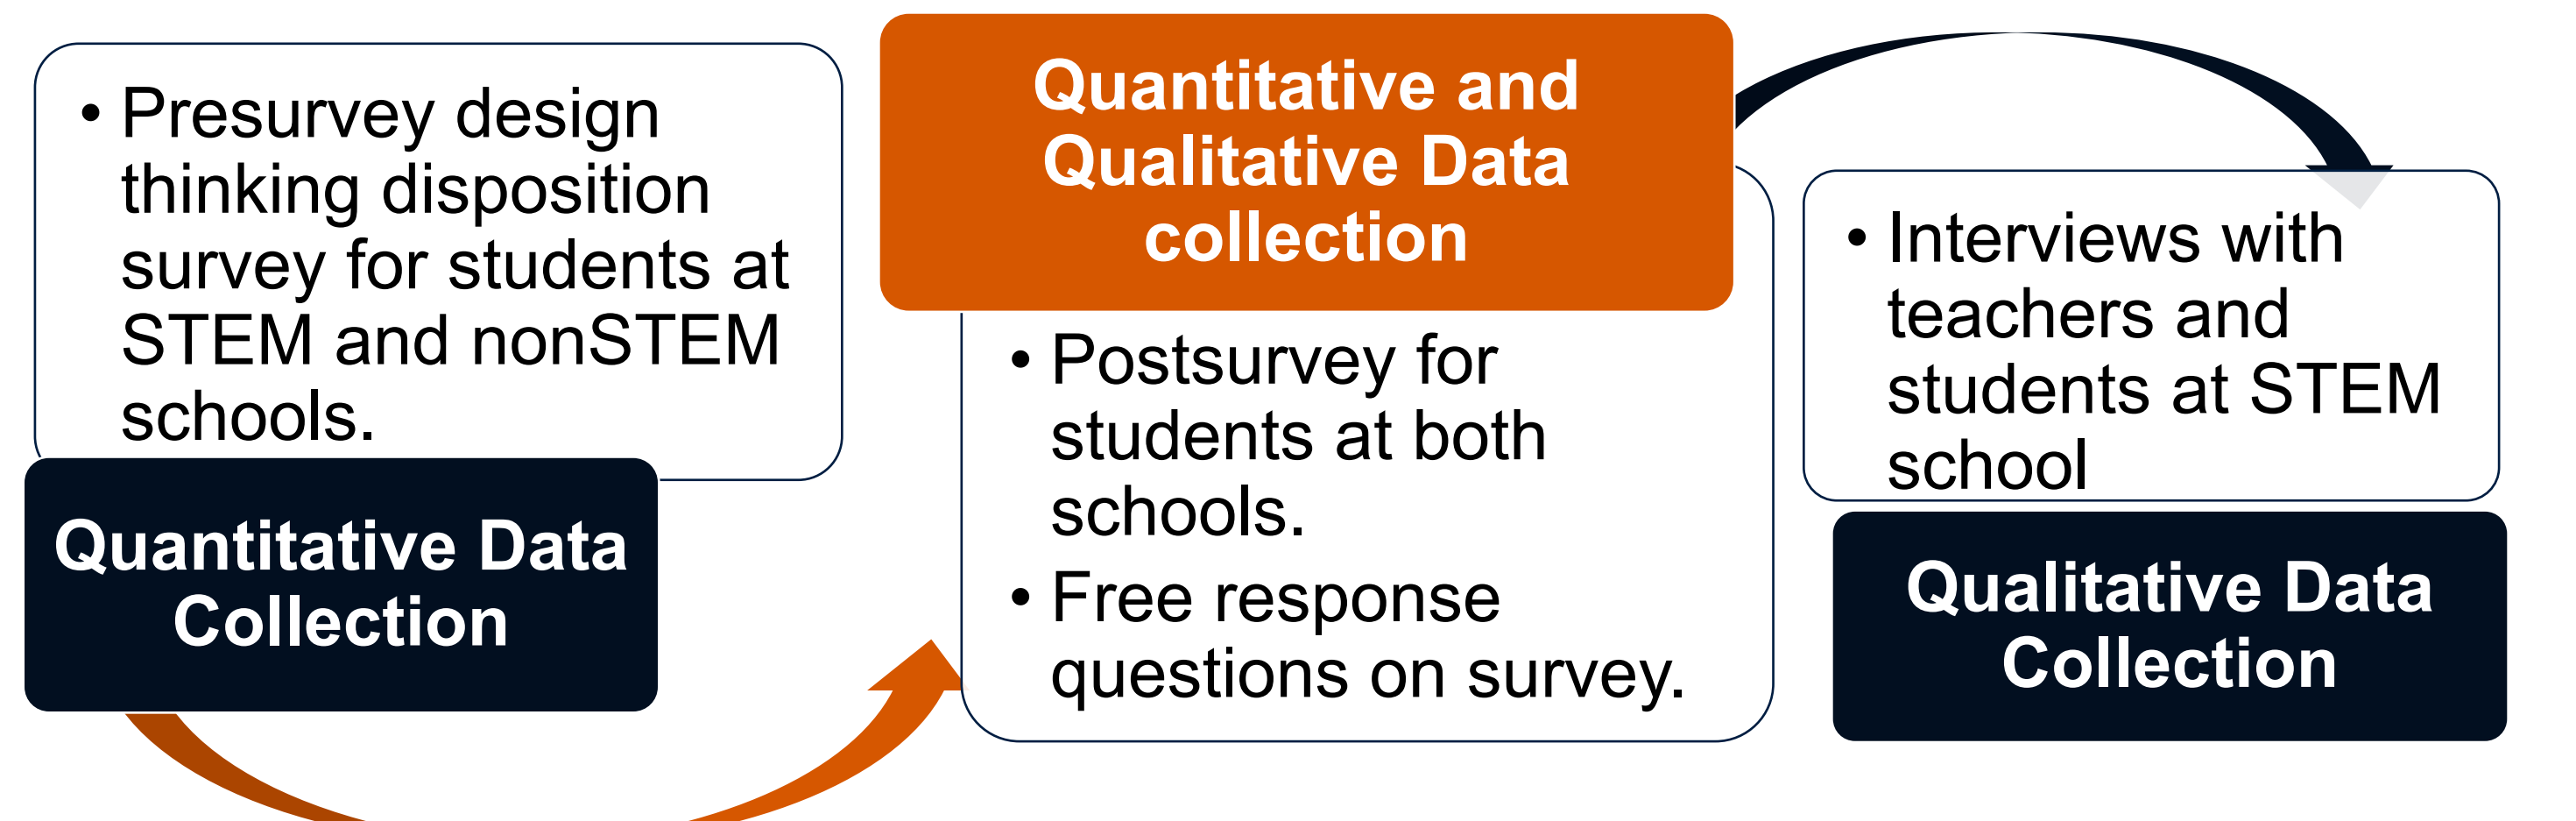 • Presurvey design
thinking disposition
survey for students at
STEM and nonSTEM
schools.
Quantitative Data
Collection
Quantitative and
Qualitative Data
collection
• Postsurvey for
students at both
schools.
• Free response
questions on survey.
• Interviews with
teachers and
students at STEM
school
Qualitative Data
Collection